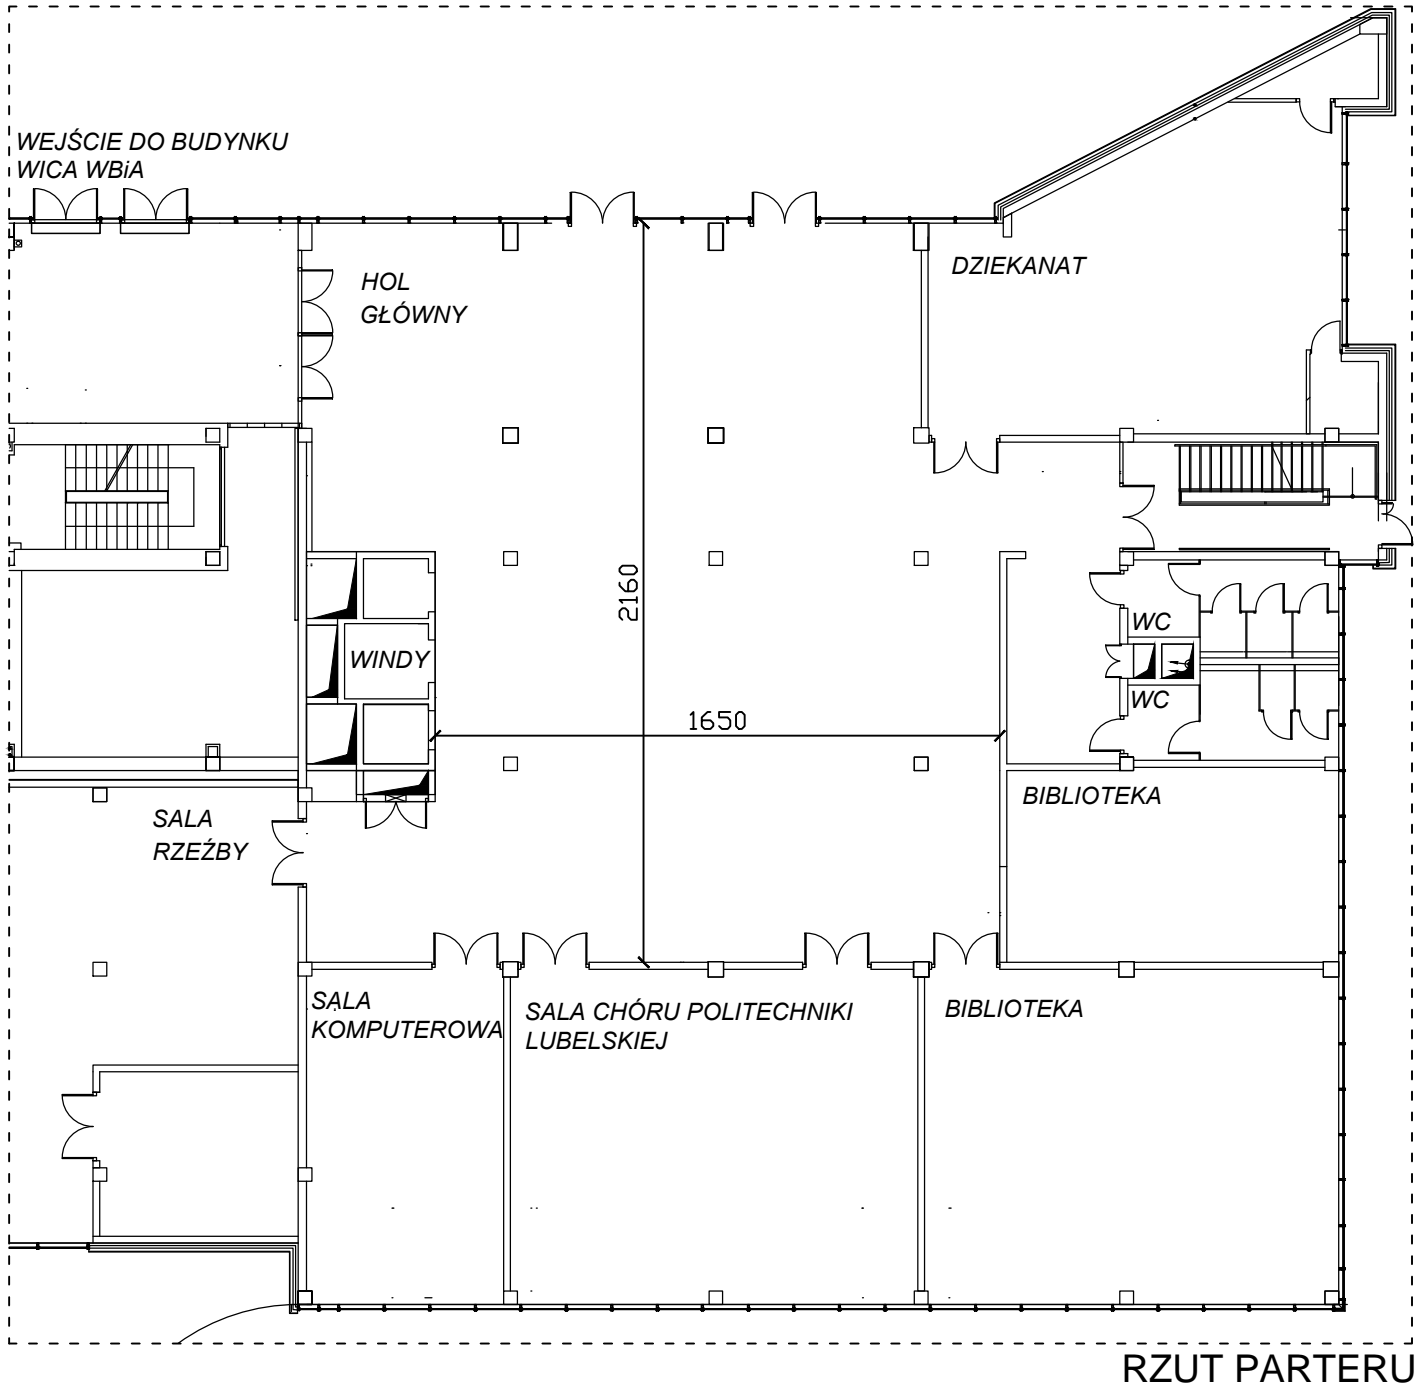 WEJŚCIE DO BUDYNKU
WICA WBiA
HOL
GŁÓWNY
DZIEKANAT
2160
WC
WINDY
WC
1650
BIBLIOTEKA
SALA
RZEŹBY
SALA
KOMPUTEROWA
SALA CHÓRU POLITECHNIKI
LUBELSKIEJ
BIBLIOTEKA
RZUT PARTERU